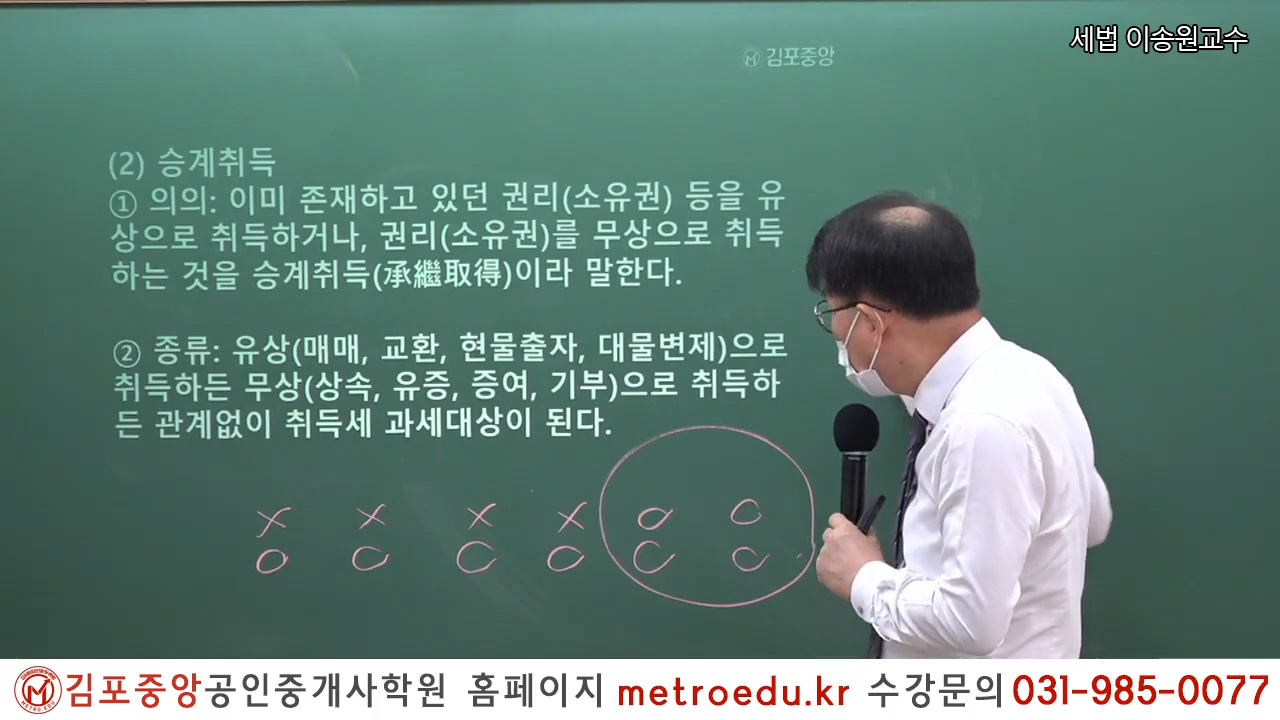 세법 이송원교수
김포중앙
(2) 승계취득
① 의의: 이미 존재하고 있던 권리(소유권) 등을 유
상으로 취득하거나, 권리(소유권)를 무상으로 취득
하는 것을 승계취득(承繼取得)이라 말한다.
② 종류: 유상(매매, 교환, 현물출자, 대물변제)으로
취득하든 무상(상속, 유증, 증여, 기부)으로 취득하
든 관계없이 취득세 과세대상이 된다.
X X X X O O
O O O O O O
METRO EDU 김포중앙공인중개사학원 홈페이지 metroedu.kr 수강문의 031-985-0077